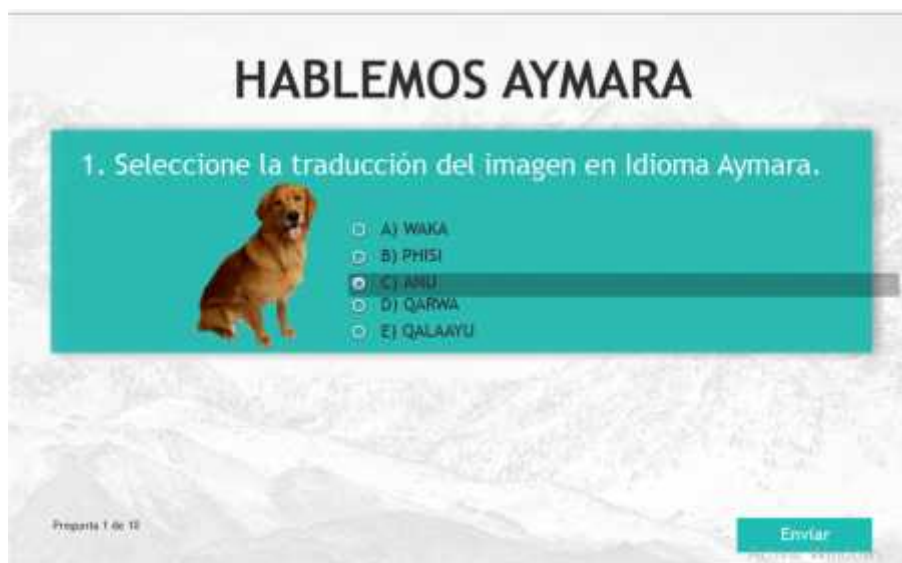 HABLEMOS AYMARA
1. Seleccione la traducción del imagen en Idioma Aymara.
A) WAKA
B) PHISI
C) ANU
D) QARWA
E) QALAAYU
Pregunta 1 de 10
Enviar